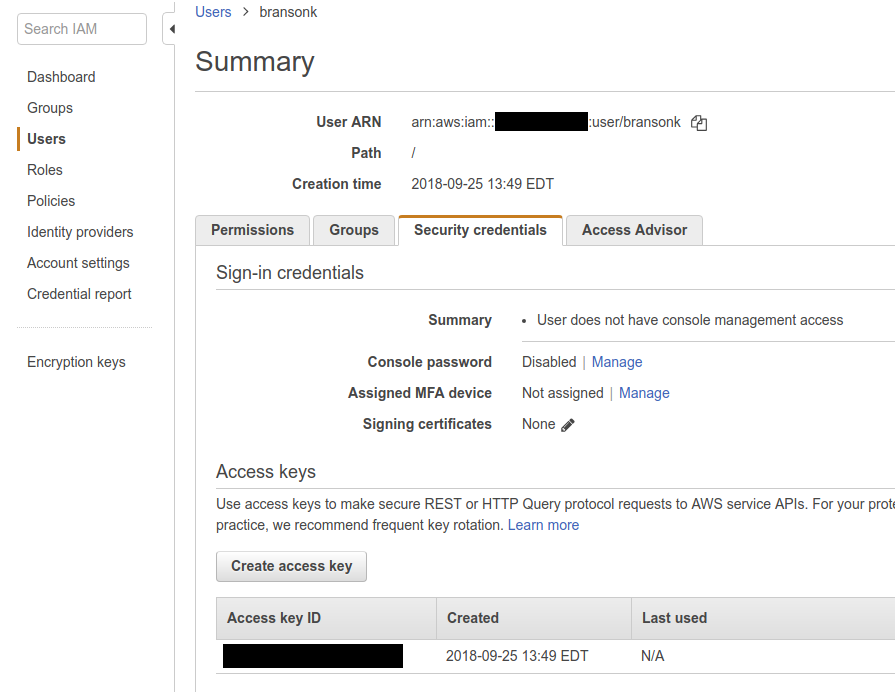 Search IAM
Dashboard
Groups
Users
Roles
Policies
Identity providers
Account settings
Credential report
Encryption keys
Users > bransonk
Summary
User ARN arn:aws:iam:: :user/bransonk
Path /
Creation time 2018-09-25 13:49 EDT
Permissions Groups Security credentials Access Advisor
Sign-in credentials
Summary • User does not have console management access
Console password Disabled | Manage
Assigned MFA device Not assigned | Manage
Signing certificates None
Access keys
Use access keys to make secure REST or HTTP Query protocol requests to AWS service APIs. For your prote
practice, we recommend frequent key rotation. Learn more
Create access key
Access key ID Created Last used
2018-09-25 13:49 EDT N/A